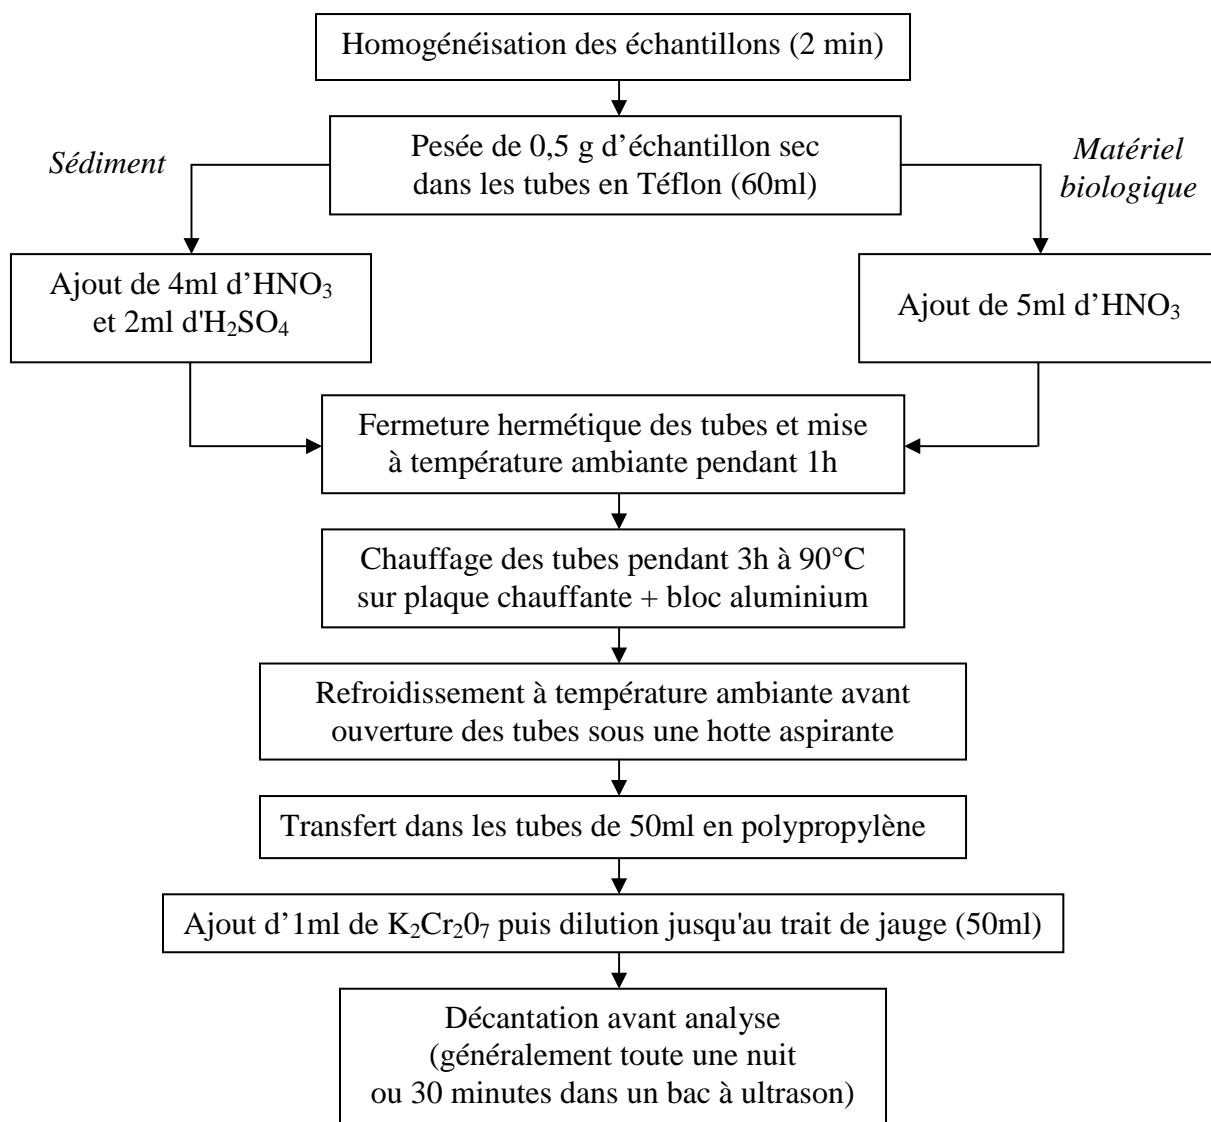 Homogénéisation des échantillons (2 min)
Sédiment
Pesée de 0,5 g d’échantillon sec
dans les tubes en Téflon (60ml)
Matériel
biologique
Ajout de 4ml d’HNO₃
et 2ml d'H₂SO₄
Ajout de 5ml d’HNO₃
Fermeture hermétique des tubes et mise
à température ambiante pendant 1h
Chauffage des tubes pendant 3h à 90°C
sur plaque chauffante + bloc aluminium
Refroidissement à température ambiante avant
ouverture des tubes sous une hotte aspirante
Transfert dans les tubes de 50ml en polypropylène
Ajout d’1ml de K₂Cr₂0₇ puis dilution jusqu'au trait de jauge (50ml)
Décantation avant analyse
(généralement toute une nuit
ou 30 minutes dans un bac à ultrason)